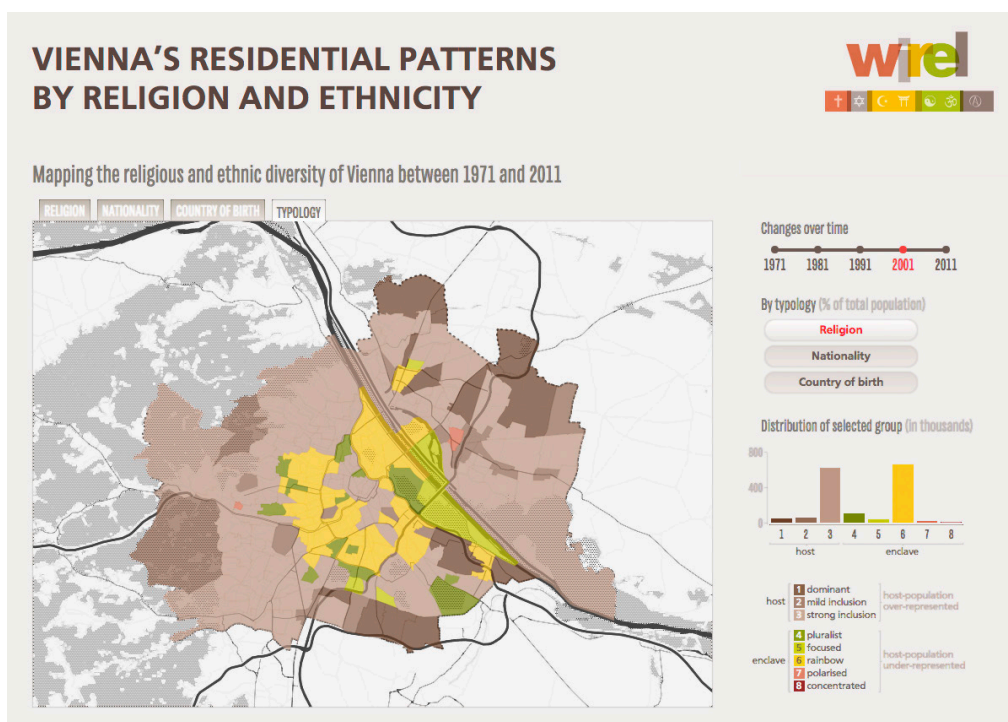 VIENNA'S RESIDENTIAL PATTERNS
BY RELIGION AND ETHNICITY
wirel
Mapping the religious and ethnic diversity of Vienna between 1971 and 2011
RELIGION NATIONALITY COUNTRY OF BIRTH TYPOLOGY
Changes over time
1971 1981 1991 2001 2011
By typology (% of total population)
Religion
Nationality
Country of birth
Distribution of selected group (in thousands)
800
400
0
1 2 3 4 5 6 7 8
host enclave
host
1 dominant
2 mild inclusion
3 strong inclusion
host-population
over-represented
enclave
4 pluralist
5 focused
6 rainbow
7 polarised
8 concentrated
host-population
under-represented